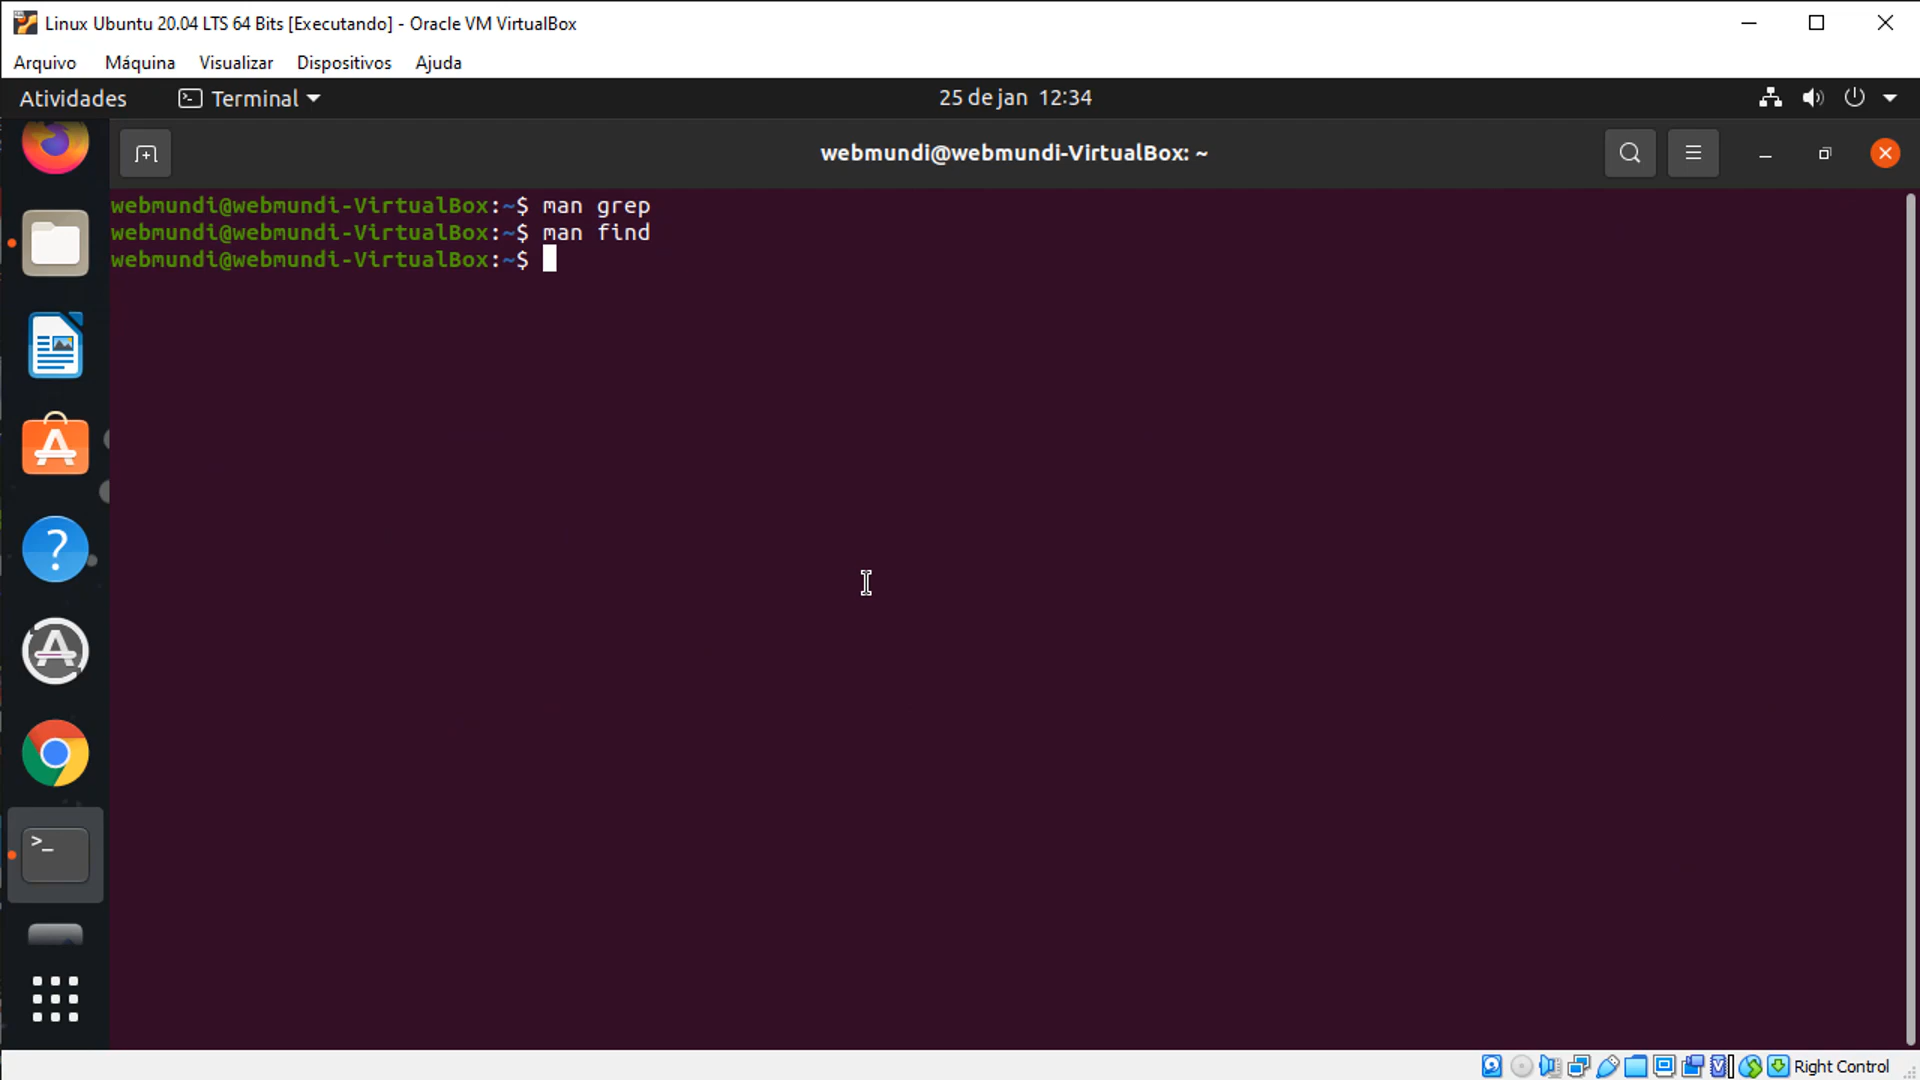 Linux Ubuntu 20.04 LTS 64 Bits [Executando] - Oracle VM VirtualBox
Arquivo Máquina Visualizar Dispositivos Ajuda
Atividades Terminal 25 de jan 12:34
webmundi@webmundi-VirtualBox: ~
webmundi@webmundi-VirtualBox:~$ man grep
webmundi@webmundi-VirtualBox:~$ man find
webmundi@webmundi-VirtualBox:~$
Right Control